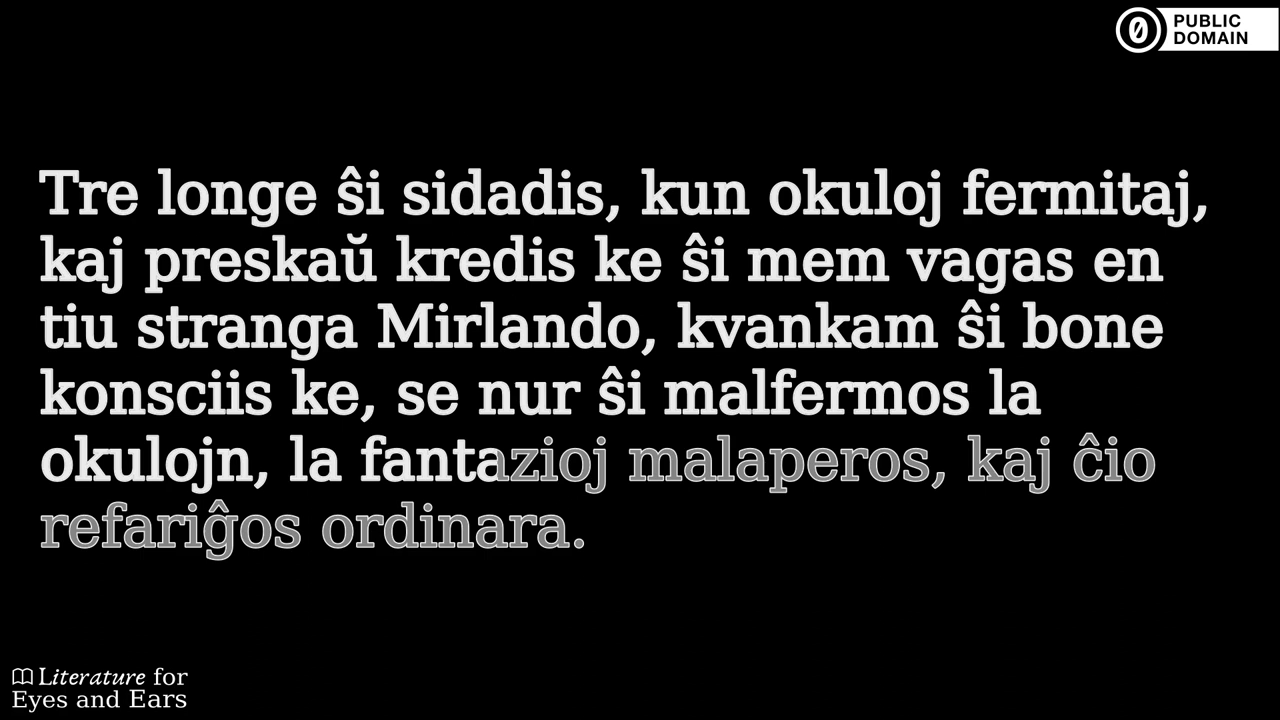 PUBLIC
DOMAIN
Tre longe ŝi sidadis, kun okuloj fermitaj,
kaj preskaŭ kredis ke ŝi mem vagas en
tiu stranga Mirlando, kvankam ŝi bone
konsciis ke, se nur ŝi malfermos la
okulojn, la fantazioj malaperos, kaj ĉio
refariĝos ordinara.
Literature for
Eyes and Ears